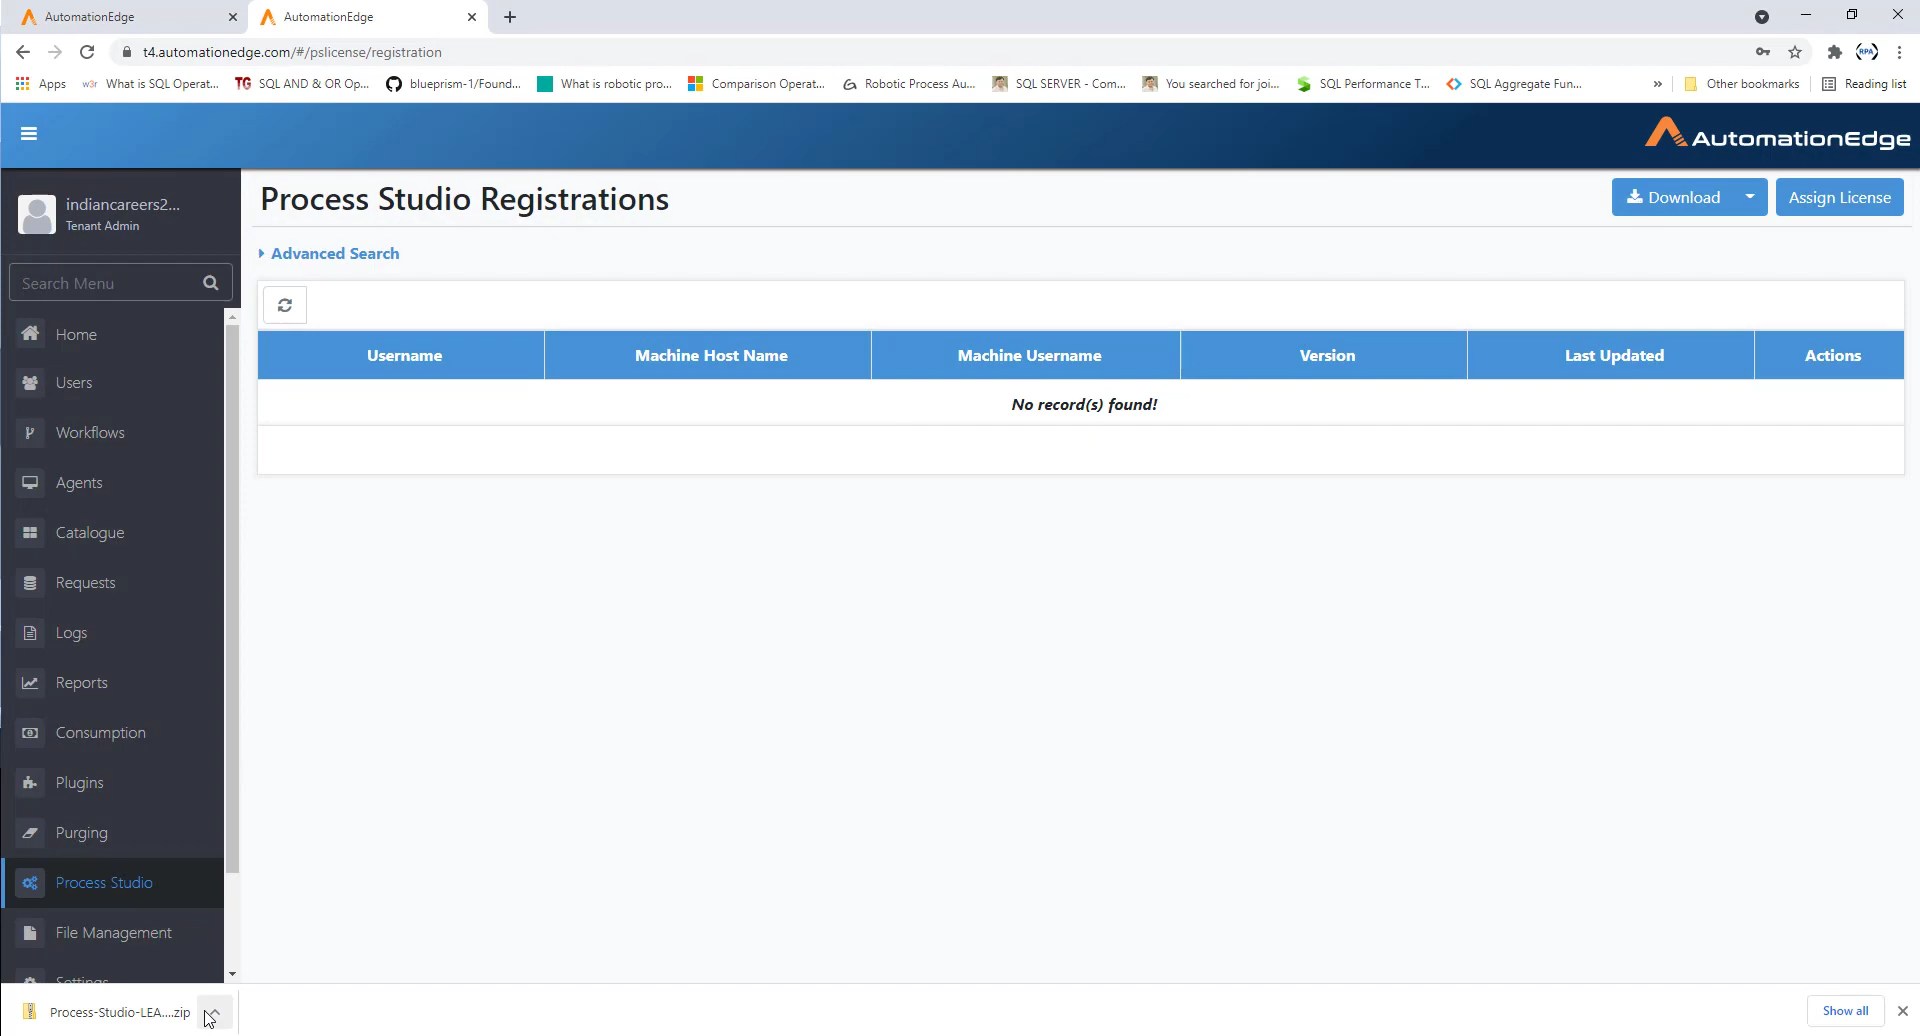 AutomationEdge
AutomationEdge
t4.automationedge.com/#/pslicense/registration
RPA
Apps
w3r What is SQL Operat...
TG SQL AND & OR Op...
blueprism-1/Found...
What is robotic pro...
Comparison Operat...
Robotic Process Au...
SQL SERVER - Com...
You searched for joi...
SQL Performance T...
SQL Aggregate Fun...
»
Other bookmarks
Reading list
AutomationEdge
indiancareers2...
Tenant Admin
Process Studio Registrations
Download
Assign License
Advanced Search
Search Menu
Home
Users
Workflows
Agents
Catalogue
Requests
Logs
Reports
Consumption
Plugins
Purging
Process Studio
File Management
Settings
Username Machine Host Name Machine Username Version Last Updated Actions
No record(s) found!
Process-Studio-LEA....zip
Show all